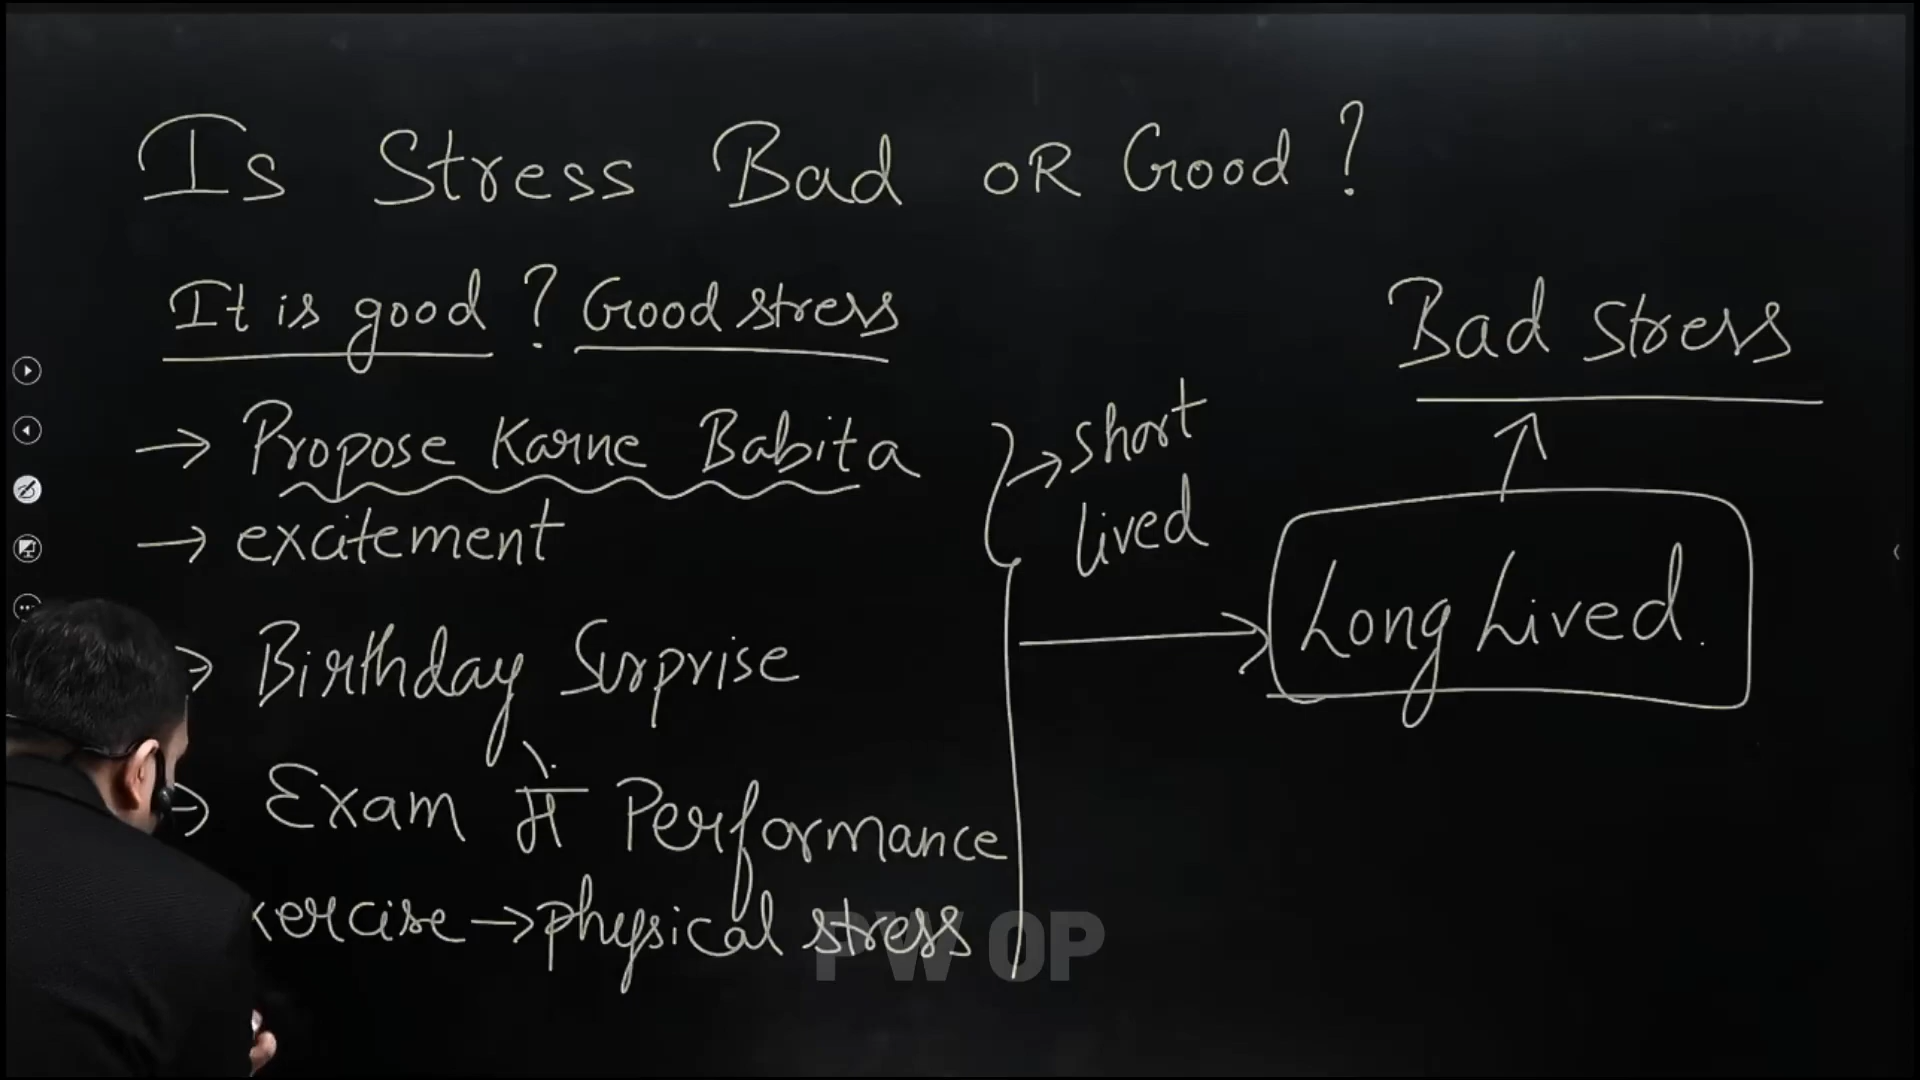 Is Stress Bad OR Good ?
It is good ? Good stress
→ Propose Karne Babita
→ excitement
→ Birthday Surprise
→ Exam में Performance
xercise → physical stress
→ short
lived
Bad Stress
Long Lived.
PW OP